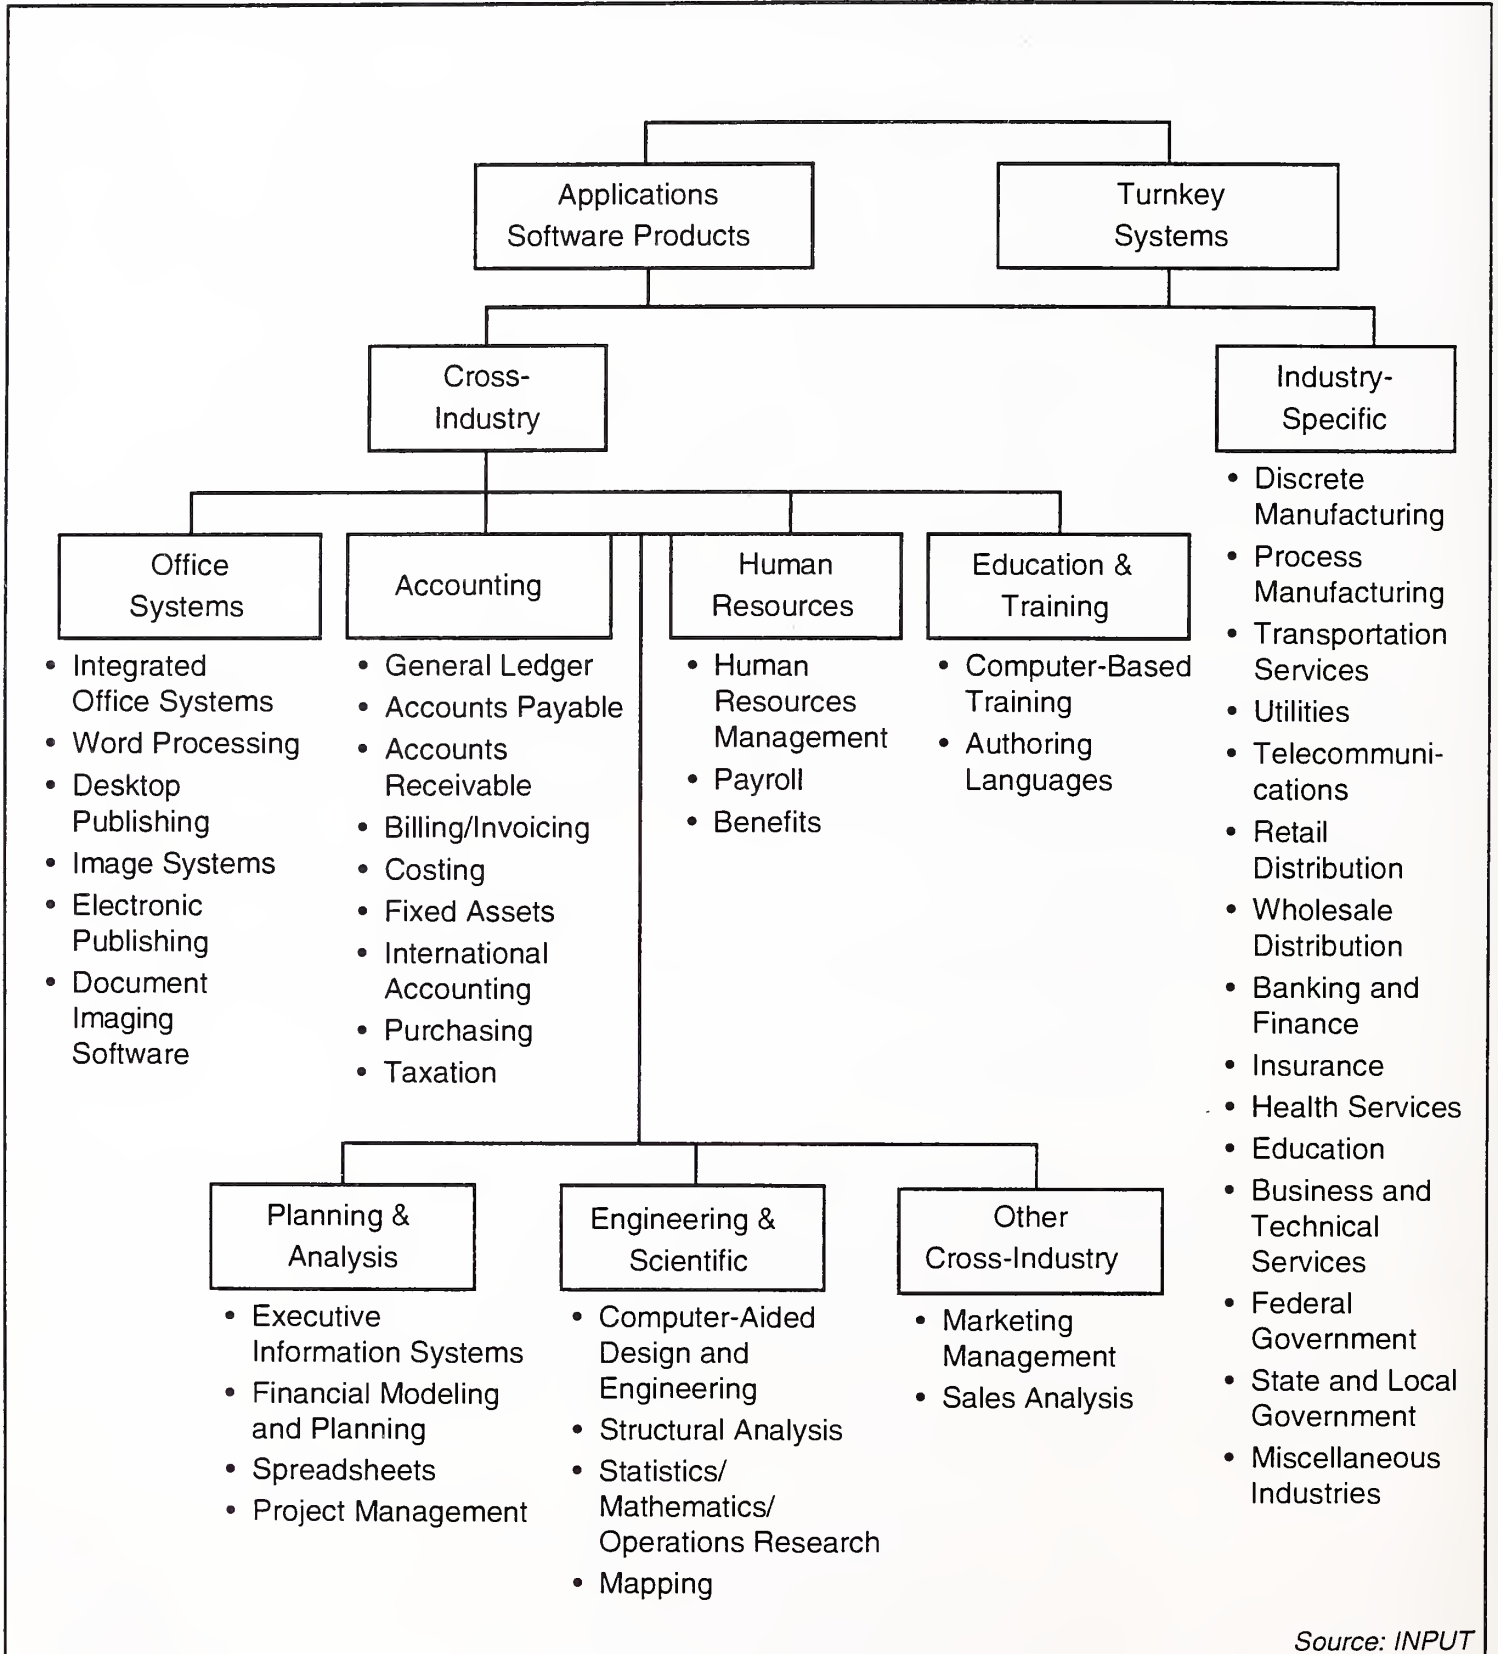 Applications
Software Products
Turnkey
Systems
Cross-
Industry
Industry-
Specific
• Discrete
Manufacturing
• Process
Manufacturing
• Transportation
Services
• Utilities
• Telecommuni-
cations
• Retail
Distribution
• Wholesale
Distribution
• Banking and
Finance
• Insurance
• Health Services
• Education
• Business and
Technical
Services
• Federal
Government
• State and Local
Government
• Miscellaneous
Industries
Office
Systems
• Integrated
Office Systems
• Word Processing
• Desktop
Publishing
• Image Systems
• Electronic
Publishing
• Document
Imaging
Software
Accounting
• General Ledger
• Accounts Payable
• Accounts
Receivable
• Billing/Invoicing
• Costing
• Fixed Assets
• International
Accounting
• Purchasing
• Taxation
Human
Resources
• Human
Resources
Management
• Payroll
• Benefits
Education &
Training
• Computer-Based
Training
• Authoring
Languages
Planning &
Analysis
• Executive
Information Systems
• Financial Modeling
and Planning
• Spreadsheets
• Project Management
Engineering &
Scientific
• Computer-Aided
Design and
Engineering
• Structural Analysis
• Statistics/
Mathematics/
Operations Research
• Mapping
Other
Cross-Industry
• Marketing
Management
• Sales Analysis
Source: INPUT